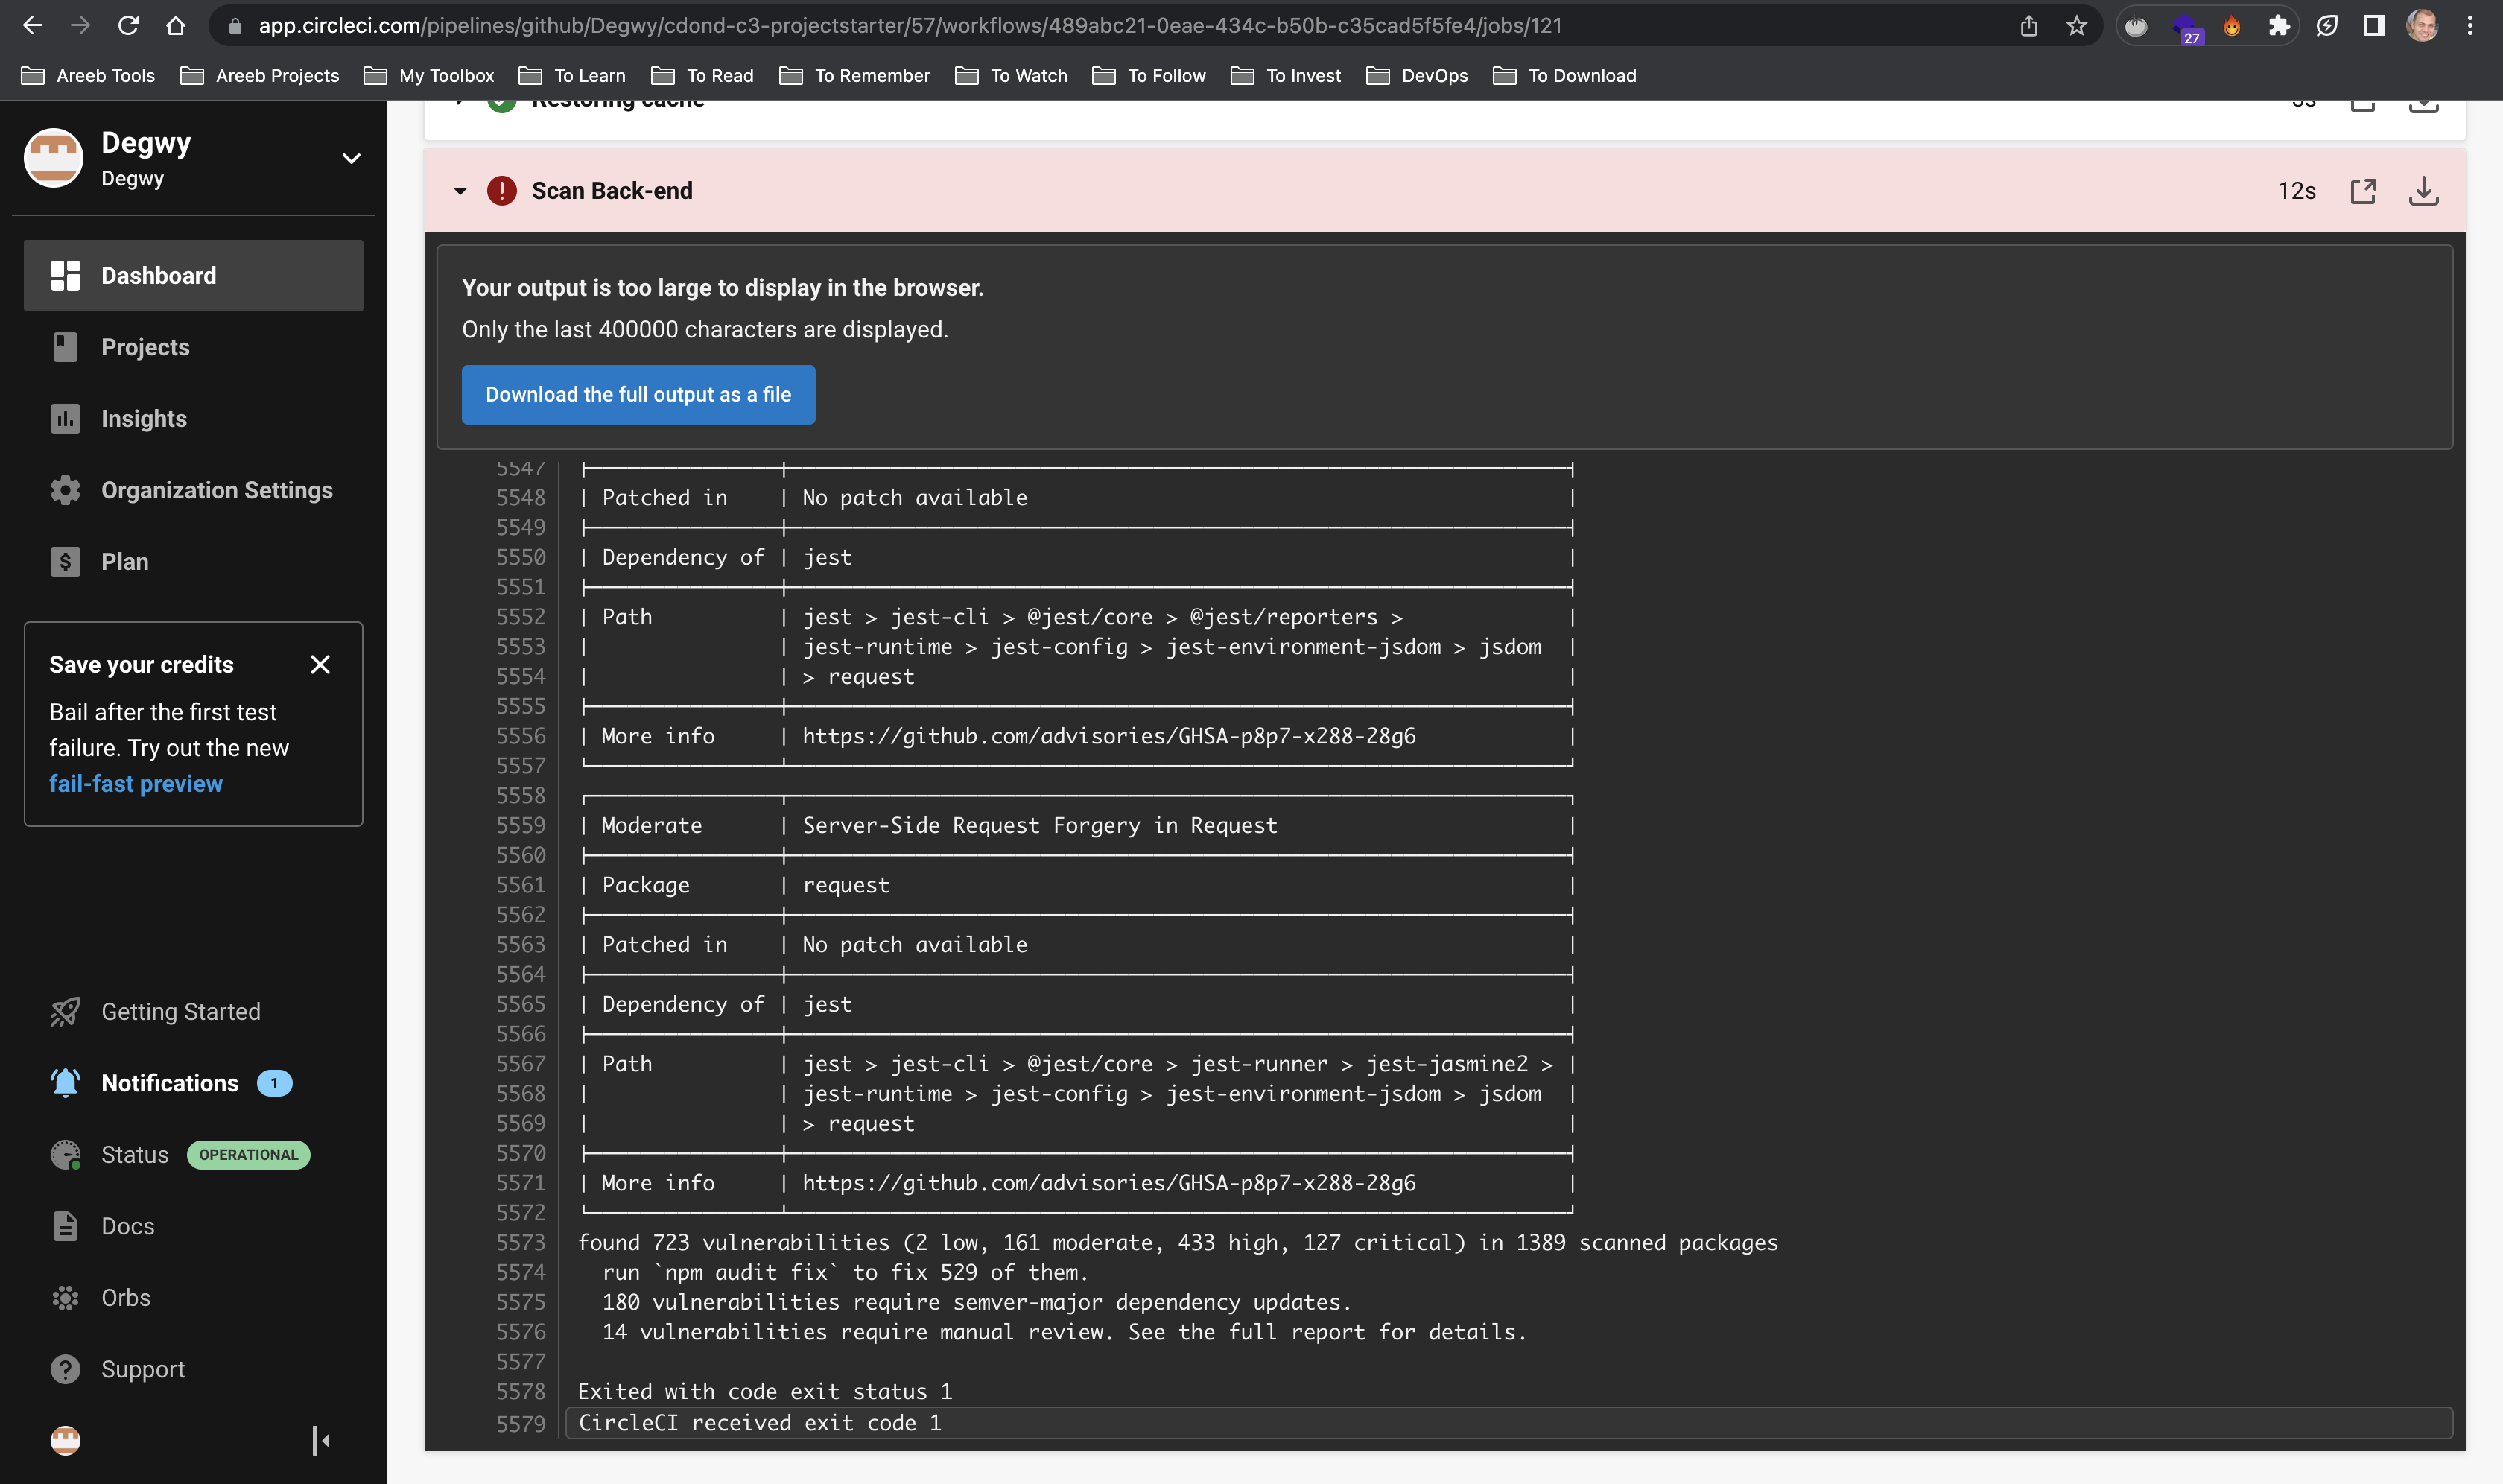 app.circleci.com/pipelines/github/Degwy/cdond-c3-projectstarter/57/workflows/489abc21-0eae-434c-b50b-c35cad5f5fe4/jobs/121
27
Areeb Tools
Areeb Projects
My Toolbox
To Learn
To Read
To Remember
To Watch
To Follow
To Invest
DevOps
To Download
Degwy
Degwy
Dashboard
Projects
Insights
Organization Settings
Plan
Save your credits
Bail after the first test
failure. Try out the new
fail-fast preview
Getting Started
Notifications 1
Status OPERATIONAL
Docs
Orbs
Support
Restoring cache
Scan Back-end 12s
Your output is too large to display in the browser.
Only the last 400000 characters are displayed.
Download the full output as a file
5547
5548 | Patched in | No patch available |
5549
5550 | Dependency of | jest |
5551
5552 | Path | jest > jest-cli > @jest/core > @jest/reporters > |
5553 | | jest-runtime > jest-config > jest-environment-jsdom > jsdom |
5554 | | > request |
5555
5556 | More info | https://github.com/advisories/GHSA-p8p7-x288-28g6 |
5557
5558
5559 | Moderate | Server-Side Request Forgery in Request |
5560
5561 | Package | request |
5562
5563 | Patched in | No patch available |
5564
5565 | Dependency of | jest |
5566
5567 | Path | jest > jest-cli > @jest/core > jest-runner > jest-jasmine2 > |
5568 | | jest-runtime > jest-config > jest-environment-jsdom > jsdom |
5569 | | > request |
5570
5571 | More info | https://github.com/advisories/GHSA-p8p7-x288-28g6 |
5572
5573 found 723 vulnerabilities (2 low, 161 moderate, 433 high, 127 critical) in 1389 scanned packages
5574 run `npm audit fix` to fix 529 of them.
5575 180 vulnerabilities require semver-major dependency updates.
5576 14 vulnerabilities require manual review. See the full report for details.
5577
5578 Exited with code exit status 1
5579 CircleCI received exit code 1